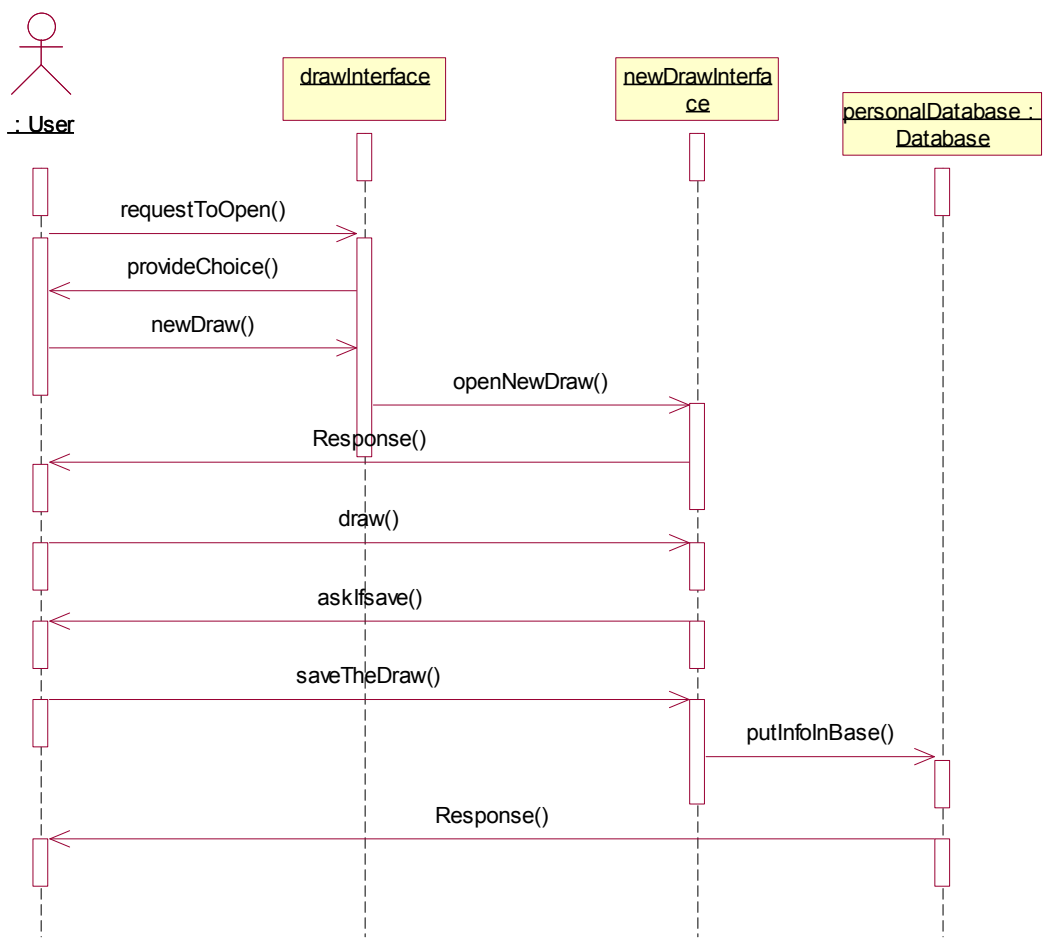 : User
drawInterface
newDrawInterfa
ce
personalDatabase :
Database
requestToOpen()
provideChoice()
newDraw()
openNewDraw()
Response()
draw()
askIfsave()
saveTheDraw()
putInfoInBase()
Response()